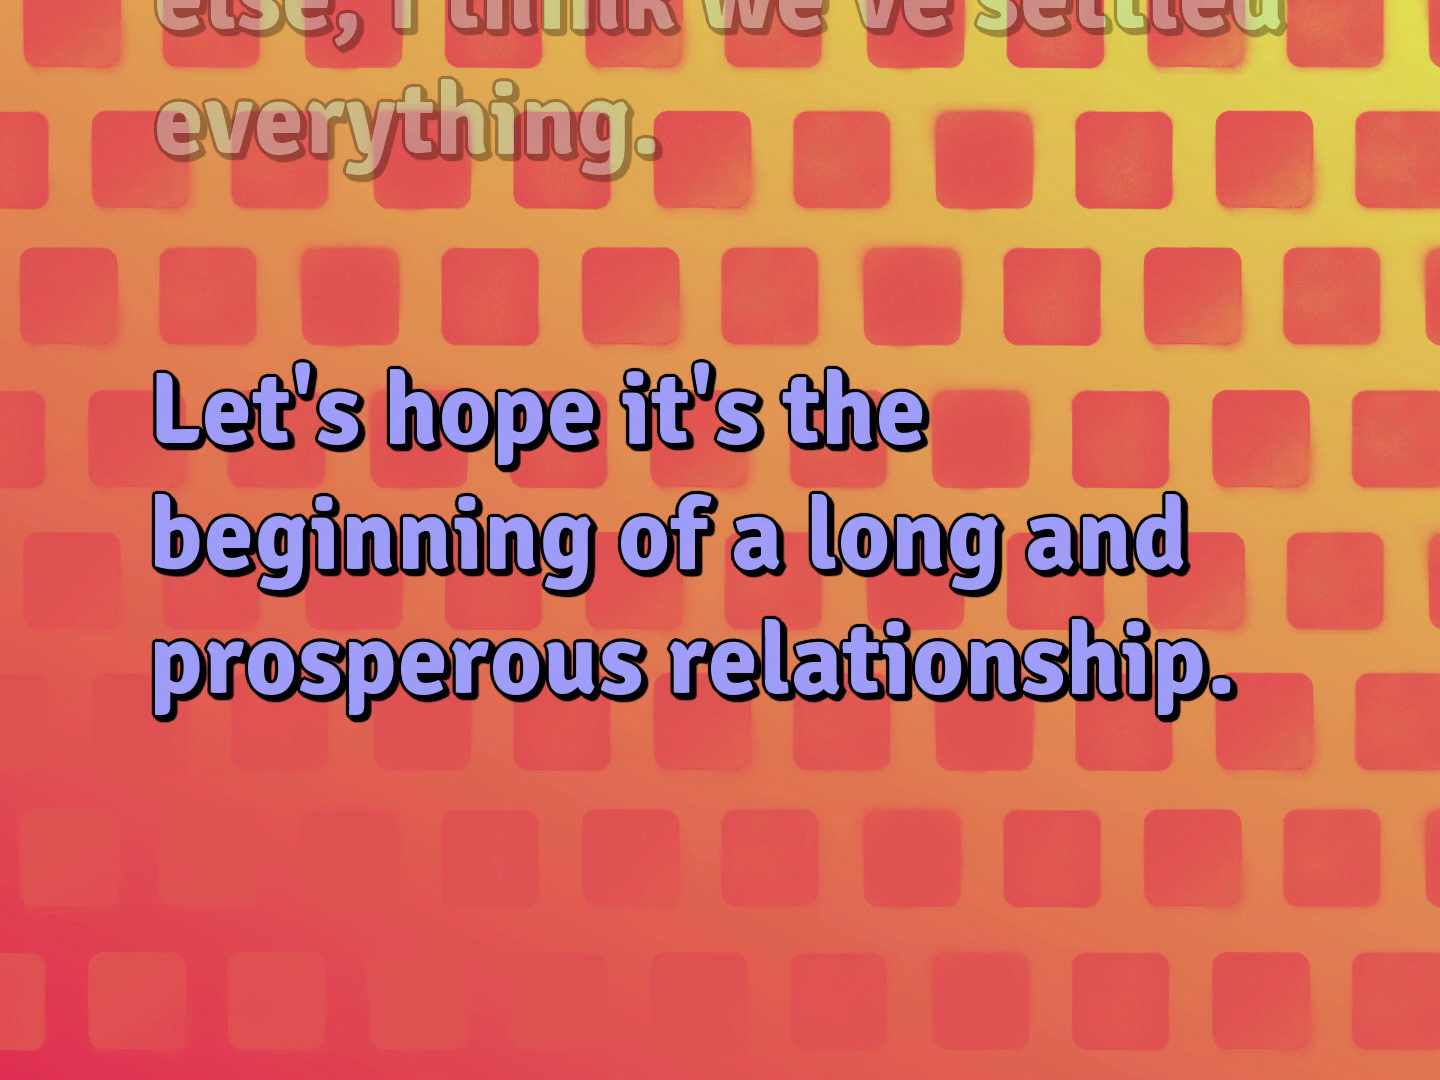 else, I think we've settled
everything.
Let's hope it's the
beginning of a long and
prosperous relationship.